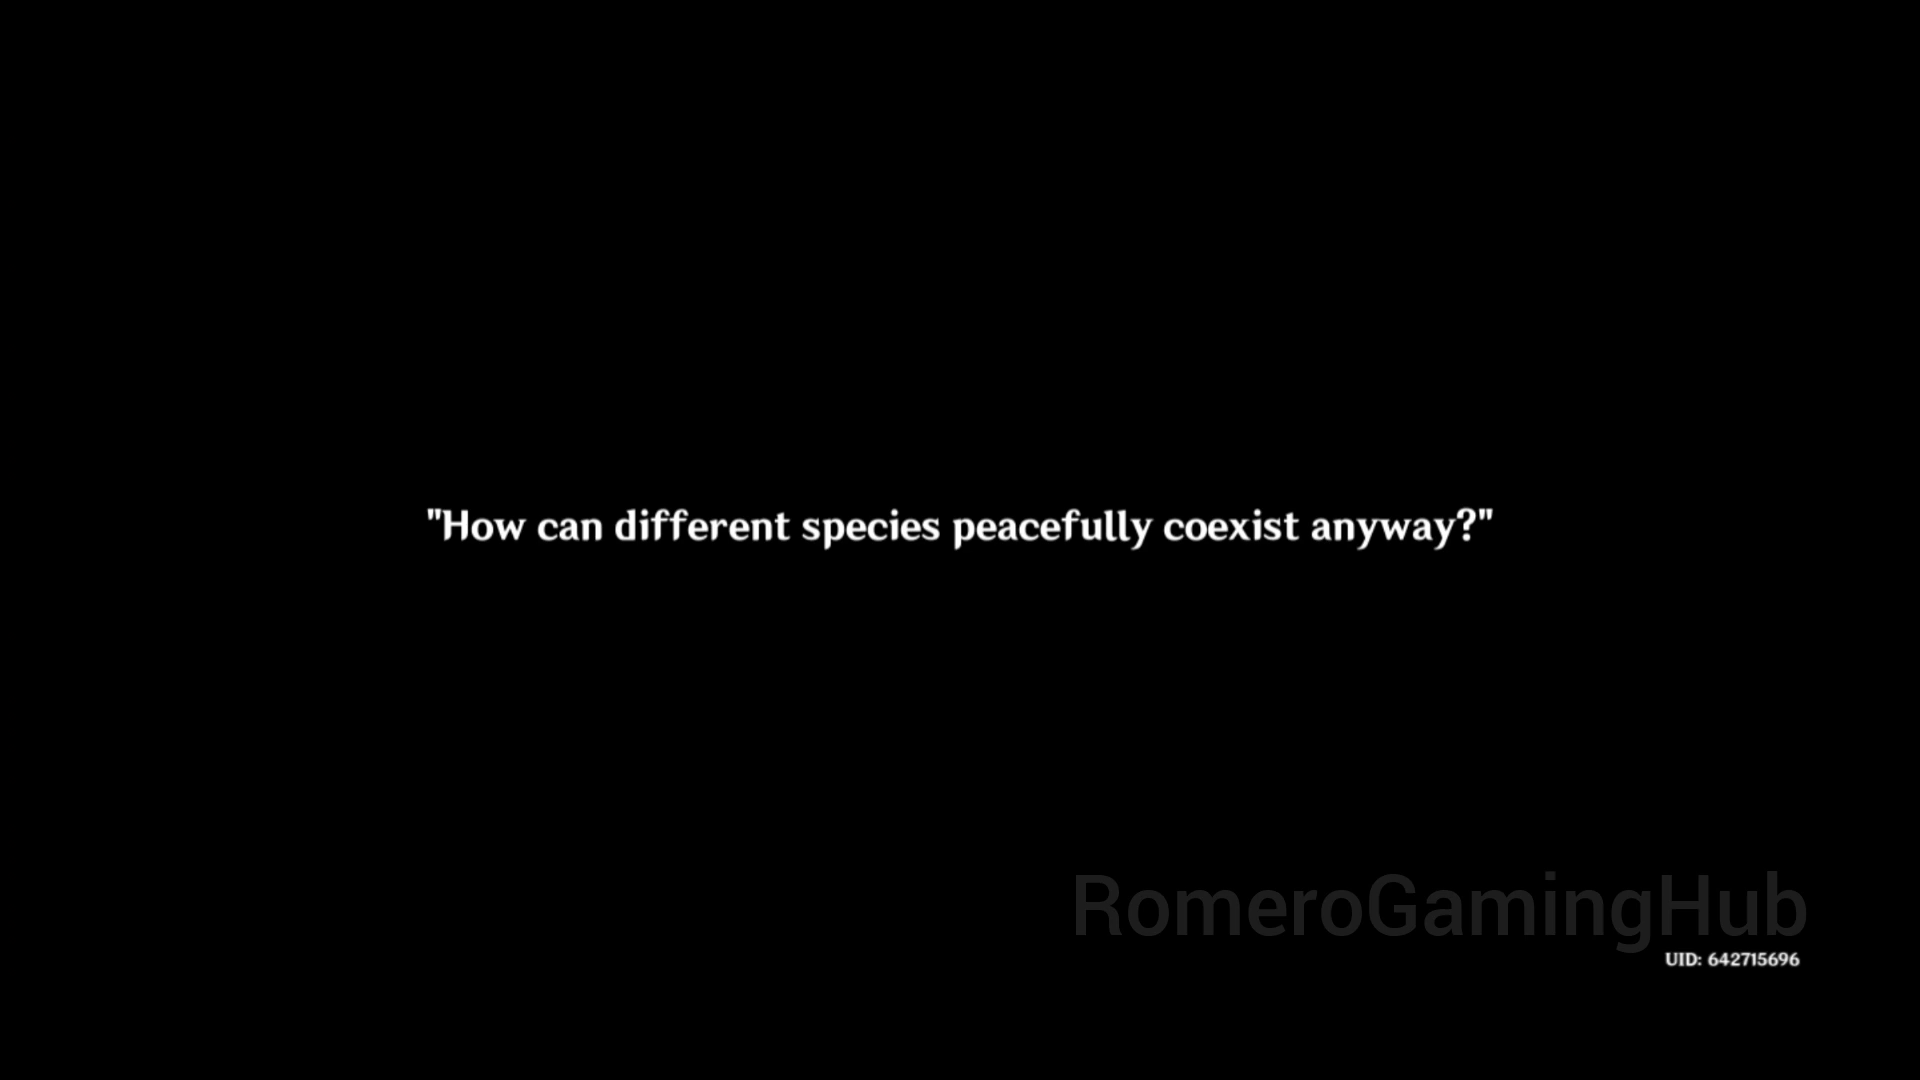 "How can different species peacefully coexist anyway?"
RomeroGamingHub
UID: 642715696